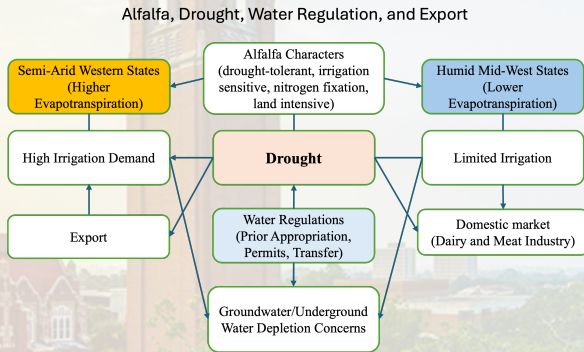 Alfalfa, Drought, Water Regulation, and Export
Alfalfa Characters
(drought-tolerant, irrigation
sensitive, nitrogen fixation,
land intensive)
Semi-Arid Western States
(Higher
Evapotranspiration)
Humid Mid-West States
(Lower
Evapotranspiration)
High Irrigation Demand
Drought
Limited Irrigation
Export
Water Regulations
(Prior Appropriation,
Permits, Transfer)
Domestic market
(Dairy and Meat Industry)
Groundwater/Underground
Water Depletion Concerns